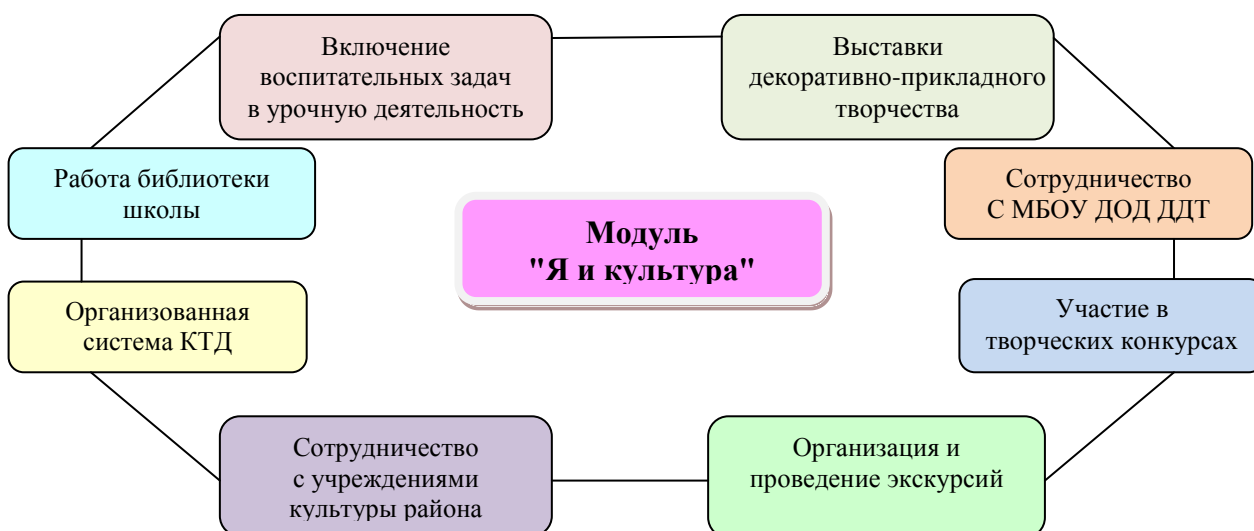 Включение
воспитательных задач
в урочную деятельность
Выставки
декоративно-прикладного
творчества
Работа библиотеки
школы
Сотрудничество
С МБОУ ДОД ДДТ
Модуль
"Я и культура"
Организованная
система КТД
Участие в
творческих конкурсах
Сотрудничество
с учреждениями
культуры района
Организация и
проведение экскурсий